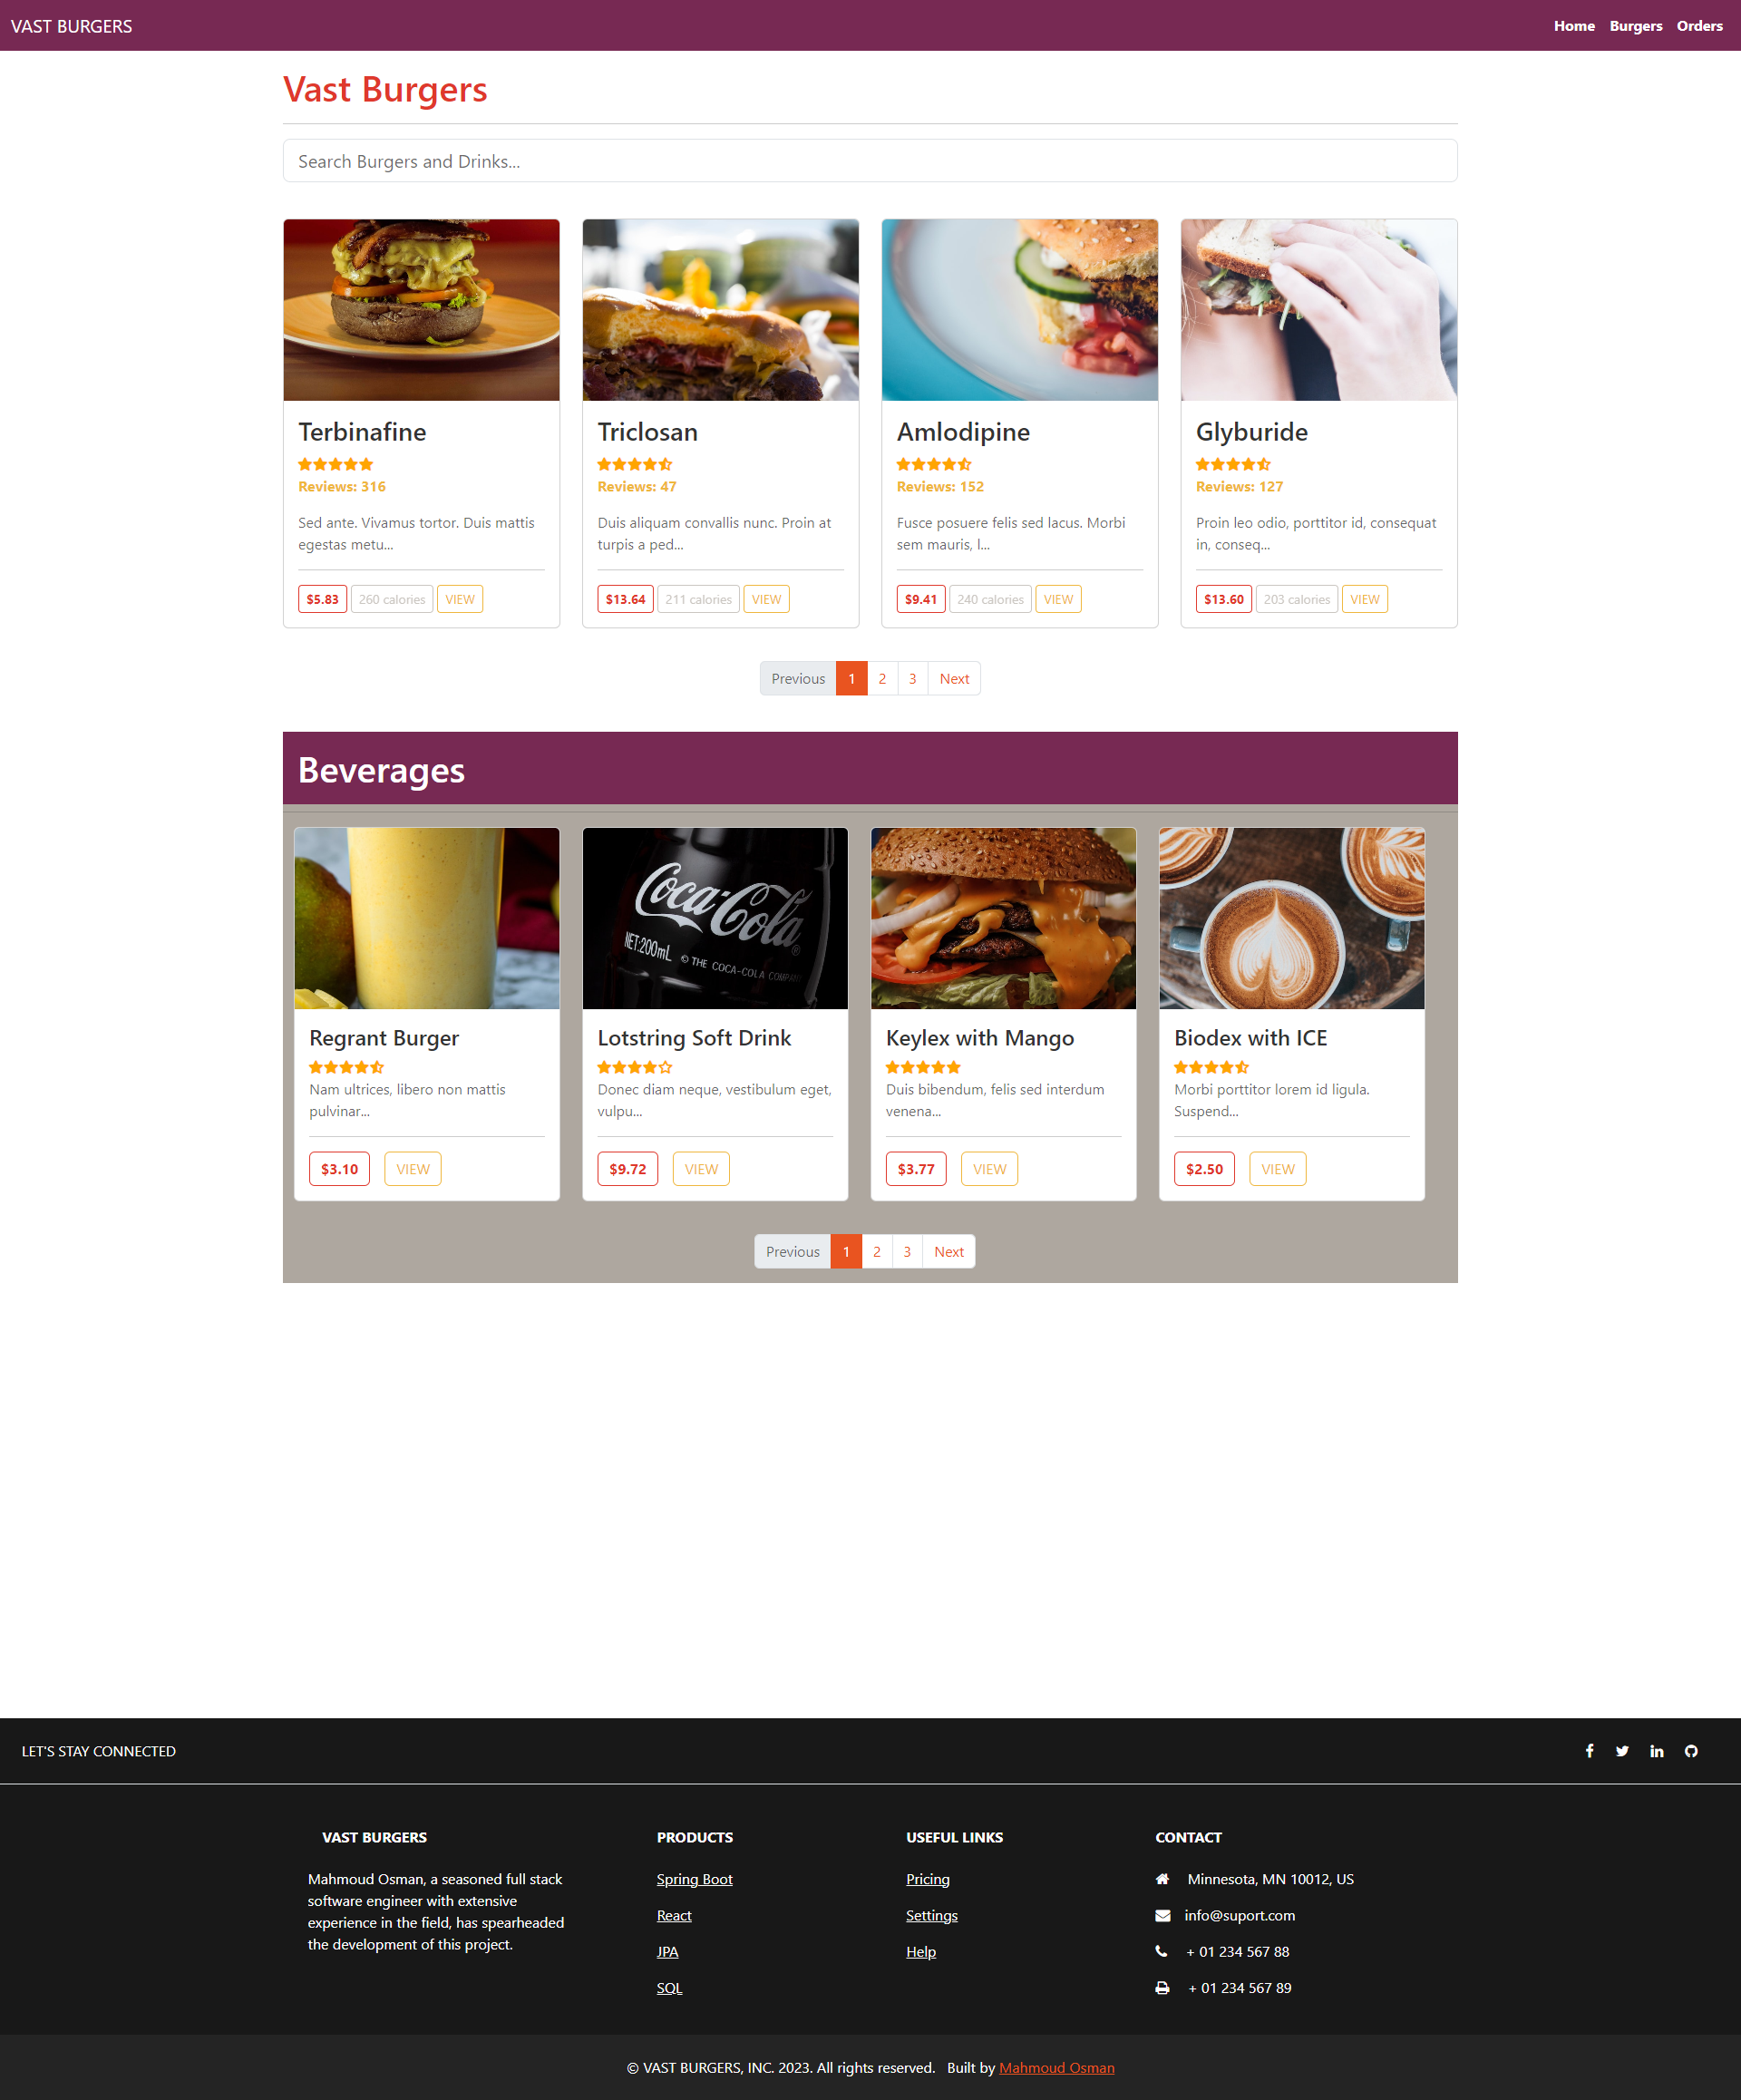 VAST BURGERS
Home Burgers Orders
Vast Burgers
Search Burgers and Drinks...
Terbinafine
Reviews: 316
Sed ante. Vivamus tortor. Duis mattis
egestas metu...
$5.83 260 calories VIEW
Triclosan
Reviews: 47
Duis aliquam convallis nunc. Proin at
turpis a ped...
$13.64 211 calories VIEW
Amlodipine
Reviews: 152
Fusce posuere felis sed lacus. Morbi
sem mauris, l...
$9.41 240 calories VIEW
Glyburide
Reviews: 127
Proin leo odio, porttitor id, consequat
in, conseq...
$13.60 203 calories VIEW
Previous 1 2 3 Next
Beverages
Regrant Burger
Nam ultrices, libero non mattis
pulvinar...
$3.10 VIEW
Coca-Cola
®
NET:200mL © THE COCA-COLA COMPANY
Lotstring Soft Drink
Donec diam neque, vestibulum eget,
vulpu...
$9.72 VIEW
Keylex with Mango
Duis bibendum, felis sed interdum
venena...
$3.77 VIEW
Biodex with ICE
Morbi porttitor lorem id ligula.
Suspend...
$2.50 VIEW
Previous 1 2 3 Next
LET'S STAY CONNECTED
VAST BURGERS
Mahmoud Osman, a seasoned full stack
software engineer with extensive
experience in the field, has spearheaded
the development of this project.
PRODUCTS
Spring Boot
React
JPA
SQL
USEFUL LINKS
Pricing
Settings
Help
CONTACT
Minnesota, MN 10012, US
info@suport.com
+ 01 234 567 88
+ 01 234 567 89
© VAST BURGERS, INC. 2023. All rights reserved. Built by Mahmoud Osman